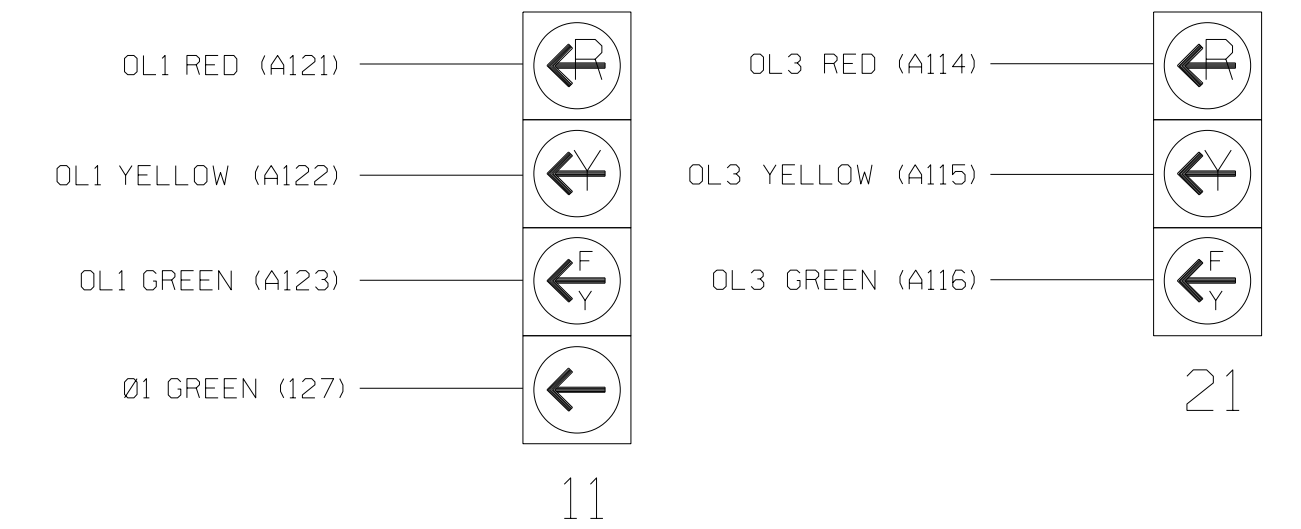 OL1 RED (A121)
R
OL1 YELLOW (A122)
Y
OL1 GREEN (A123)
F
Y
Ø1 GREEN (127)
11
OL3 RED (A114)
R
OL3 YELLOW (A115)
Y
OL3 GREEN (A116)
F
Y
21